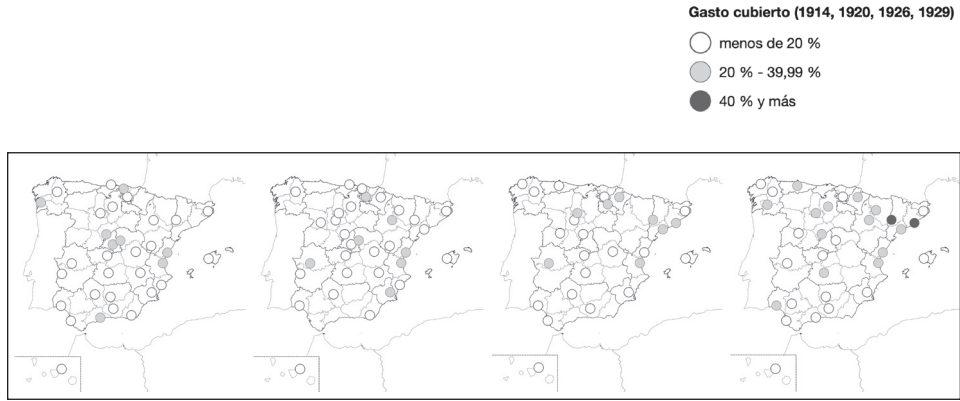 Gasto cubierto (1914, 1920, 1926, 1929)
menos de 20 %
20 % - 39,99 %
40 % y más